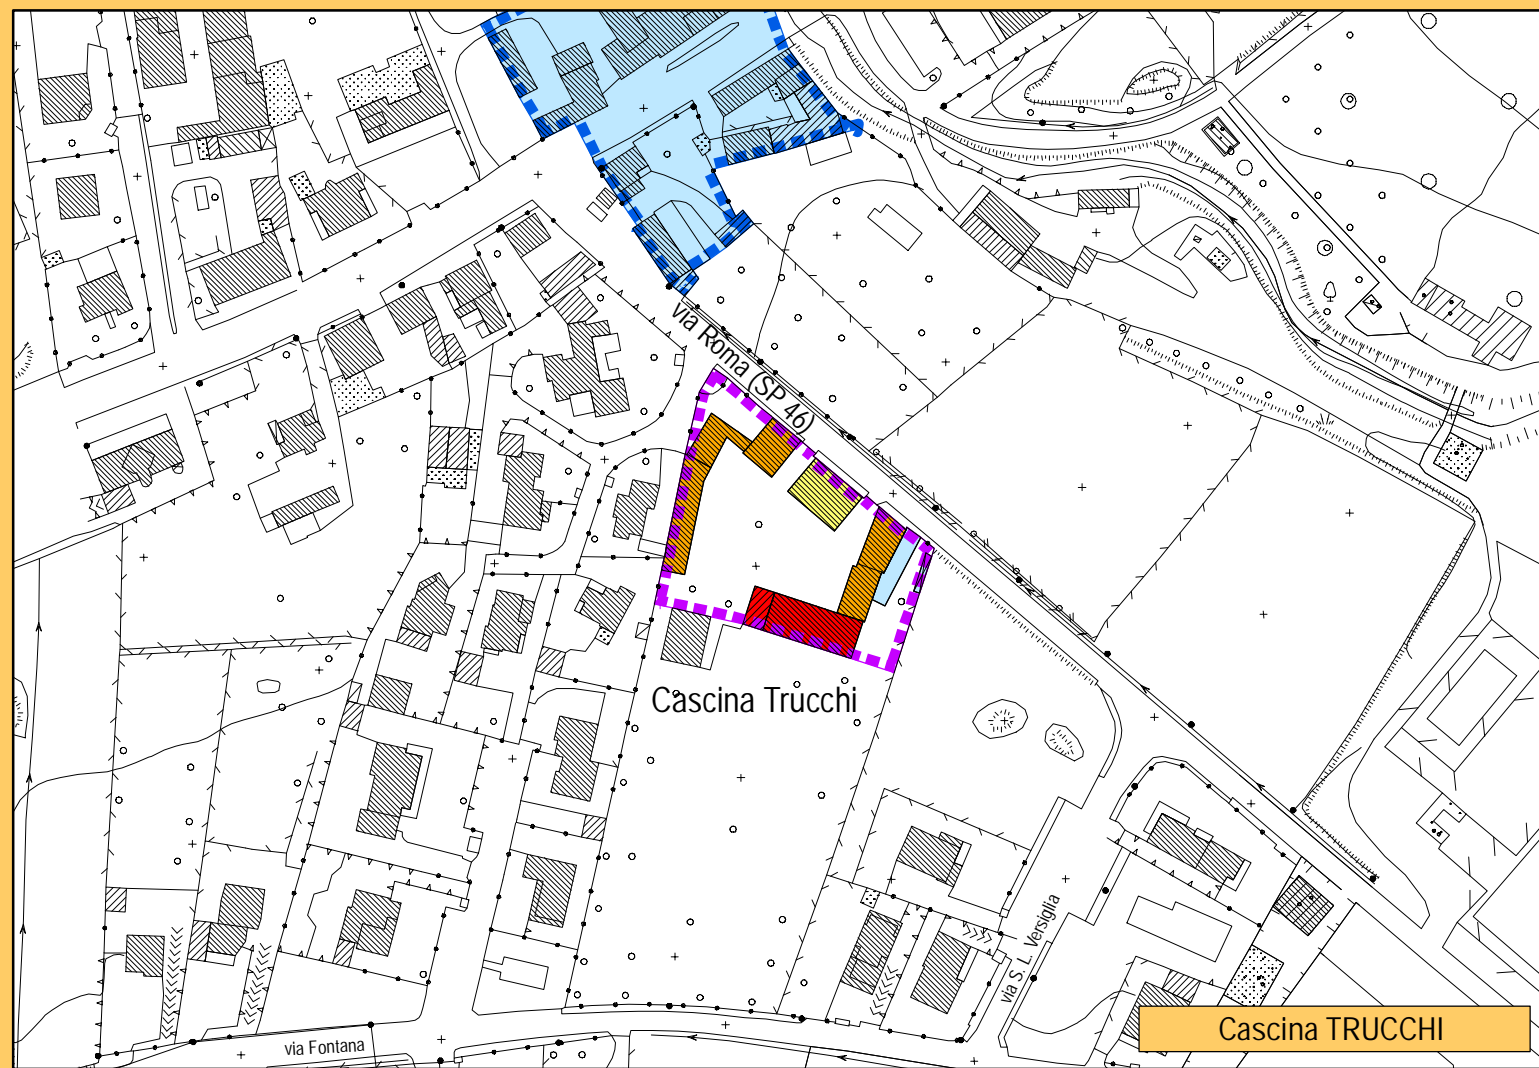 via Roma (SP 46)
Cascina Trucchi
via S. L. Versiglia
via Fontana
Cascina TRUCCHI